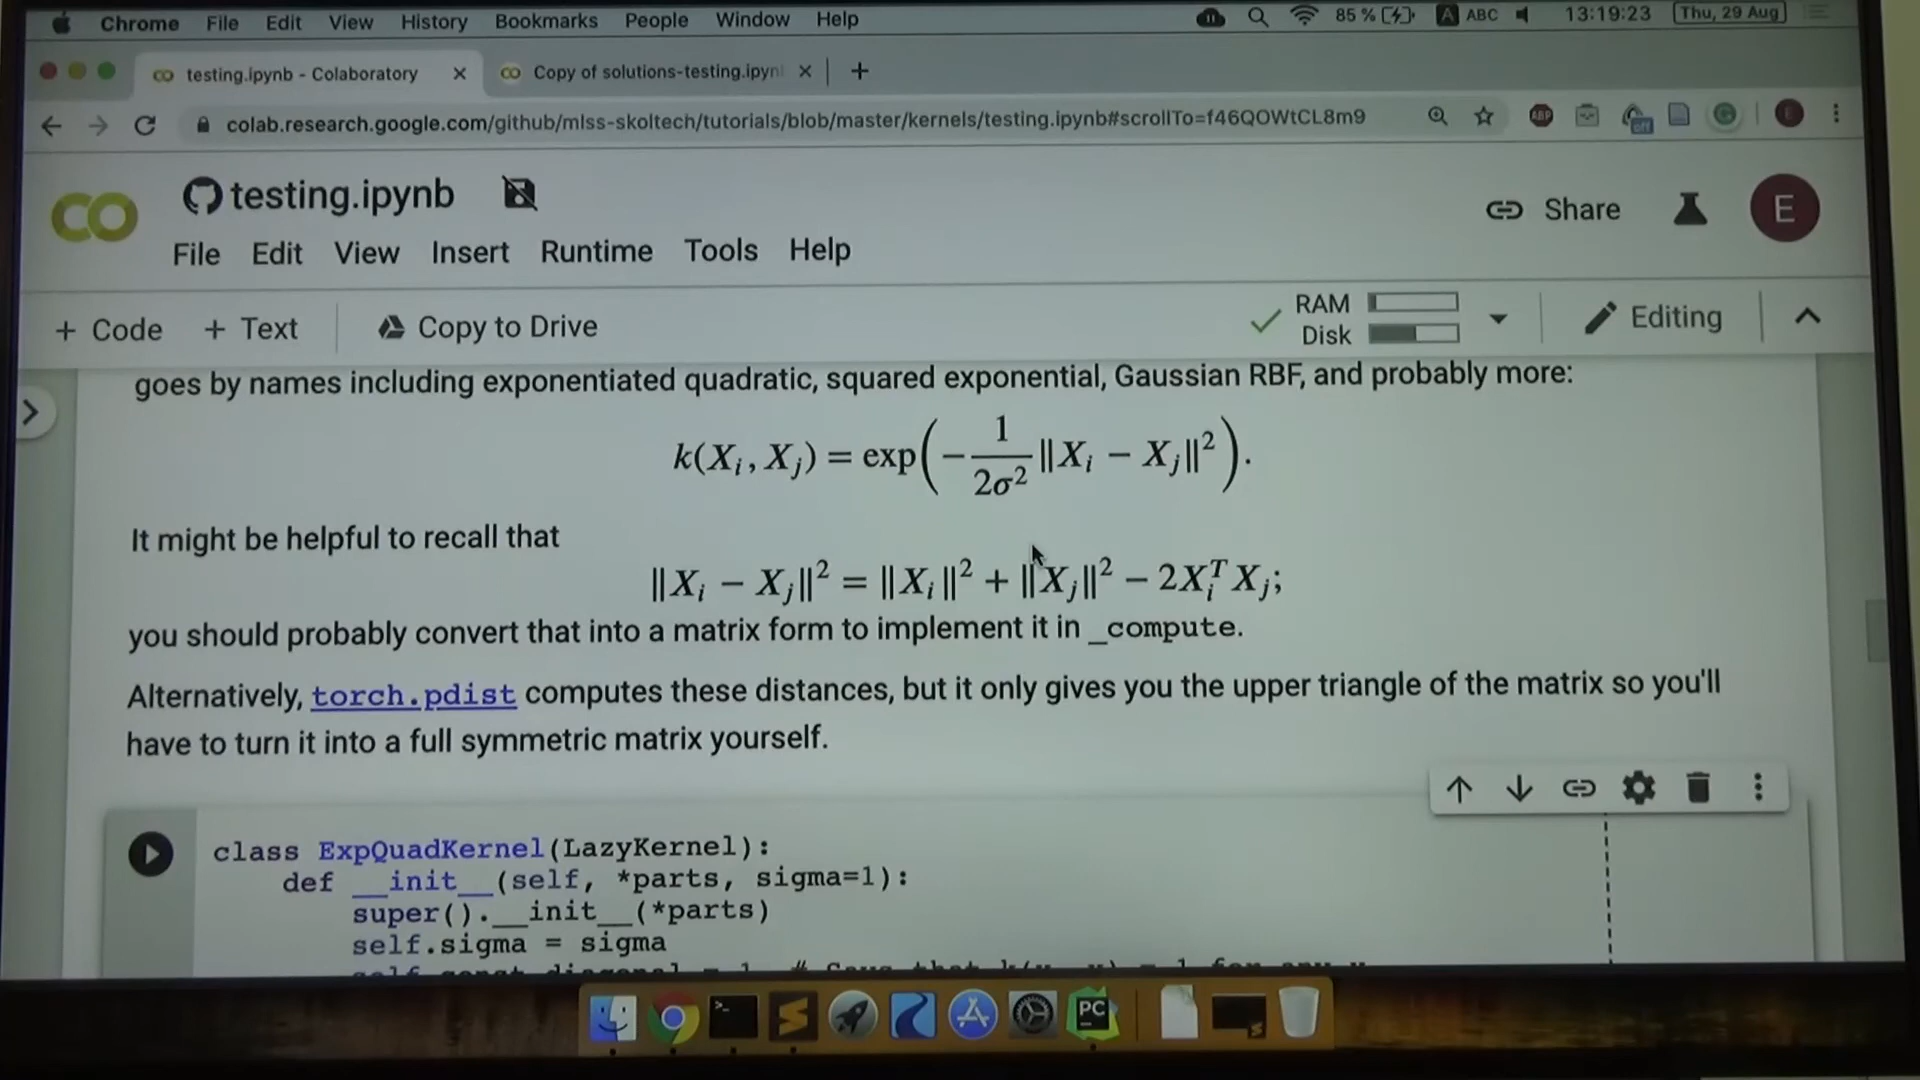 Chrome File Edit View History Bookmarks People Window Help 85 % A ABC 13:19:23 Thu, 29 Aug
testing.ipynb - Colaboratory Copy of solutions-testing.ipyn
colab.research.google.com/github/mlss-skoltech/tutorials/blob/master/kernels/testing.ipynb#scrollTo=f46QOWtCL8m9 ABP off E
CO testing.ipynb Share E
File Edit View Insert Runtime Tools Help
+ Code + Text Copy to Drive RAM Disk Editing
goes by names including exponentiated quadratic, squared exponential, Gaussian RBF, and probably more:
k(X_i, X_j) = exp(−1/(2σ²) ‖X_i − X_j‖²).
It might be helpful to recall that
‖X_i − X_j‖² = ‖X_i‖² + ‖X_j‖² − 2X_i^T X_j;
you should probably convert that into a matrix form to implement it in _compute.
Alternatively, torch.pdist computes these distances, but it only gives you the upper triangle of the matrix so you'll
have to turn it into a full symmetric matrix yourself.
class ExpQuadKernel(LazyKernel):
def __init__(self, *parts, sigma=1):
super().__init__(*parts)
self.sigma = sigma
PC